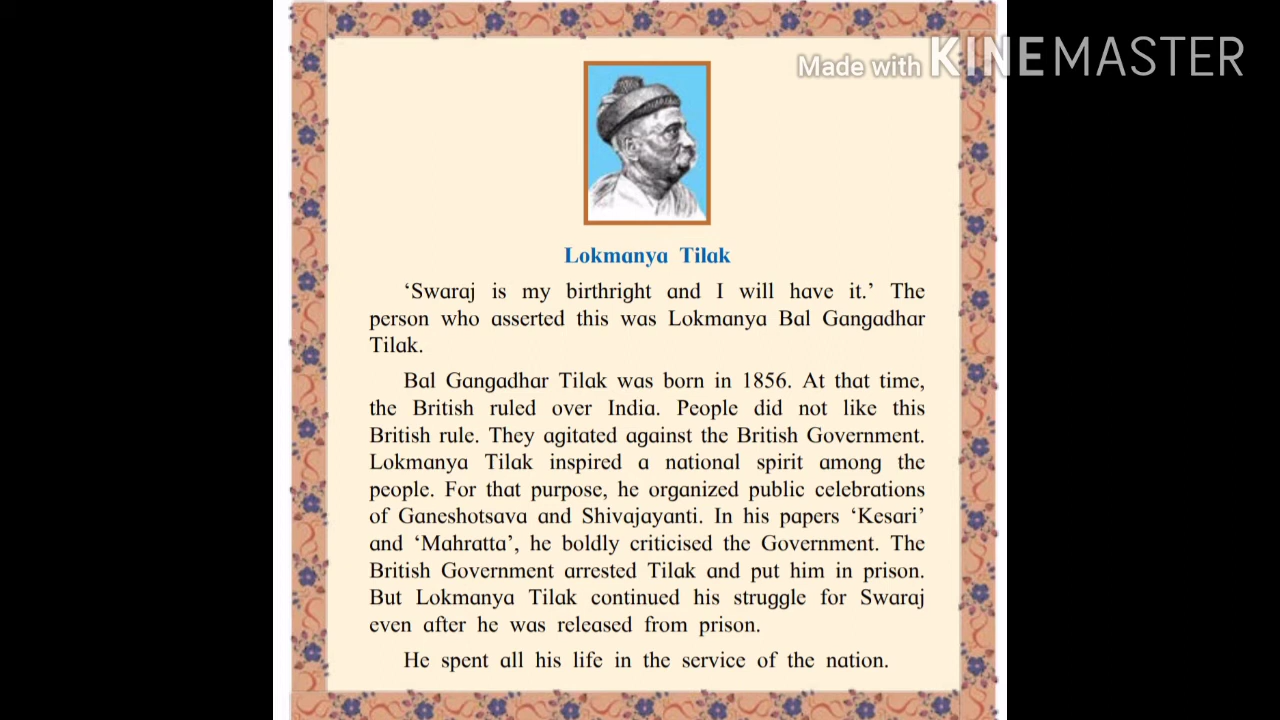 Made with KINEMASTER
Lokmanya Tilak
‘Swaraj is my birthright and I will have it.’ The
person who asserted this was Lokmanya Bal Gangadhar
Tilak.
Bal Gangadhar Tilak was born in 1856. At that time,
the British ruled over India. People did not like this
British rule. They agitated against the British Government.
Lokmanya Tilak inspired a national spirit among the
people. For that purpose, he organized public celebrations
of Ganeshotsava and Shivajayanti. In his papers ‘Kesari’
and ‘Mahratta’, he boldly criticised the Government. The
British Government arrested Tilak and put him in prison.
But Lokmanya Tilak continued his struggle for Swaraj
even after he was released from prison.
He spent all his life in the service of the nation.